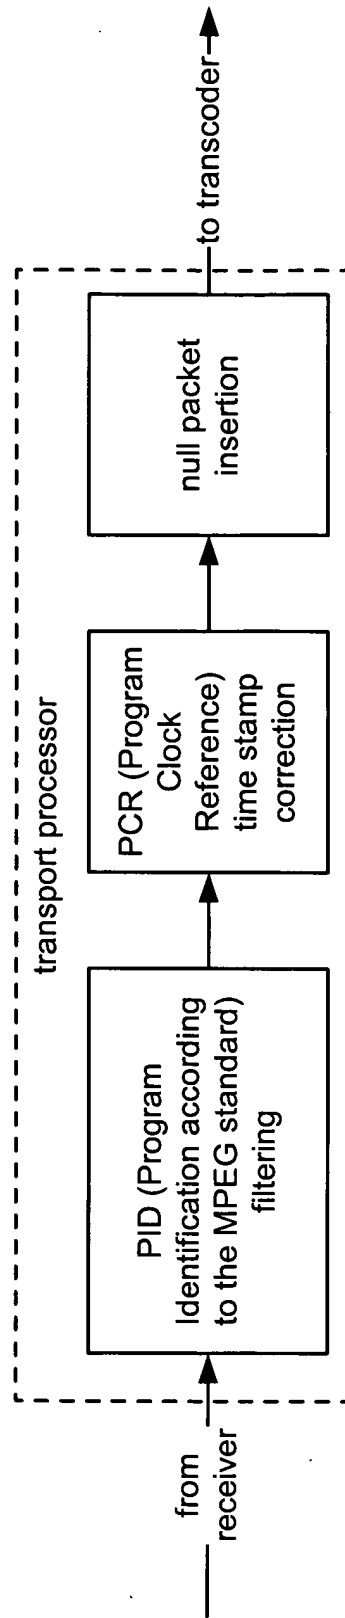 transport processor
from
receiver
PID (Program
Identification according
to the MPEG standard)
filtering
PCR (Program
Clock
Reference)
time stamp
correction
null packet
insertion
to transcoder